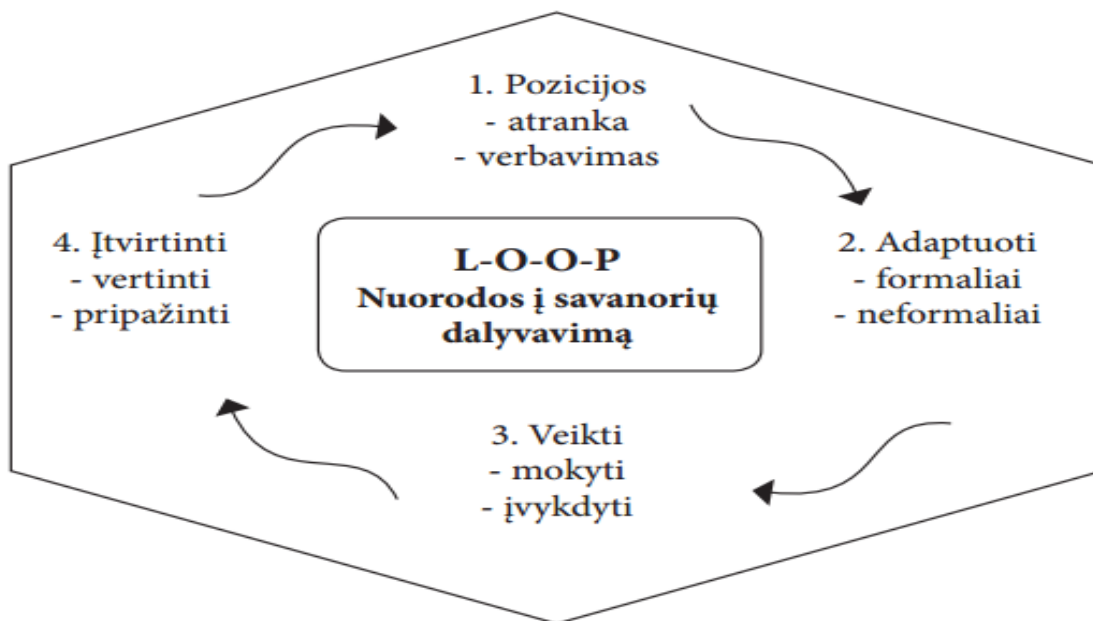 1. Pozicijos
- atranka
- verbavimas
4. Įtvirtinti
- vertinti
- pripažinti
L-O-O-P
Nuorodos į savanorių
dalyvavimą
2. Adaptuoti
- formaliai
- neformaliai
3. Veikti
- mokyti
- įvykdyti